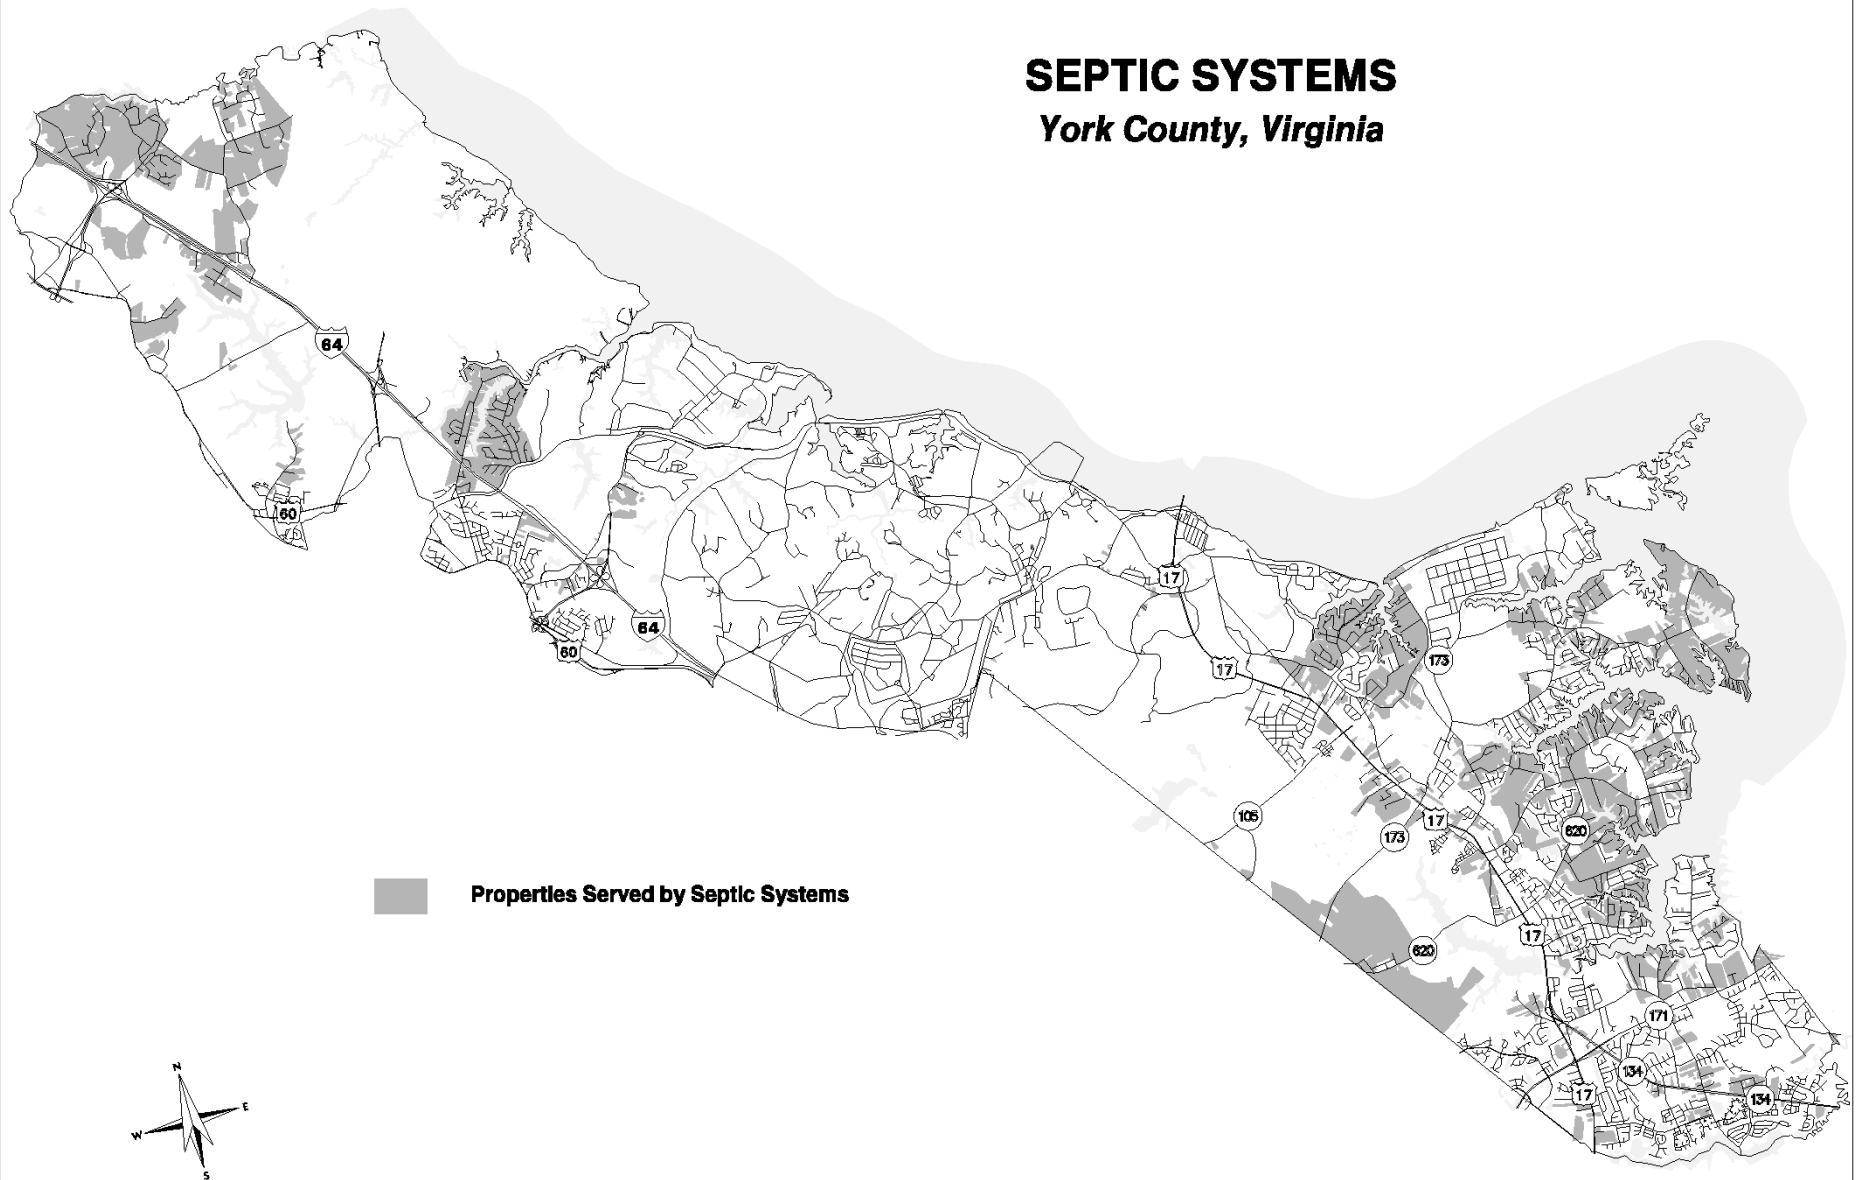 SEPTIC SYSTEMS
York County, Virginia
64
60
17
64
60
17
173
105
17
173
620
Properties Served by Septic Systems
17
620
171
134
17
134
N
E
W
S